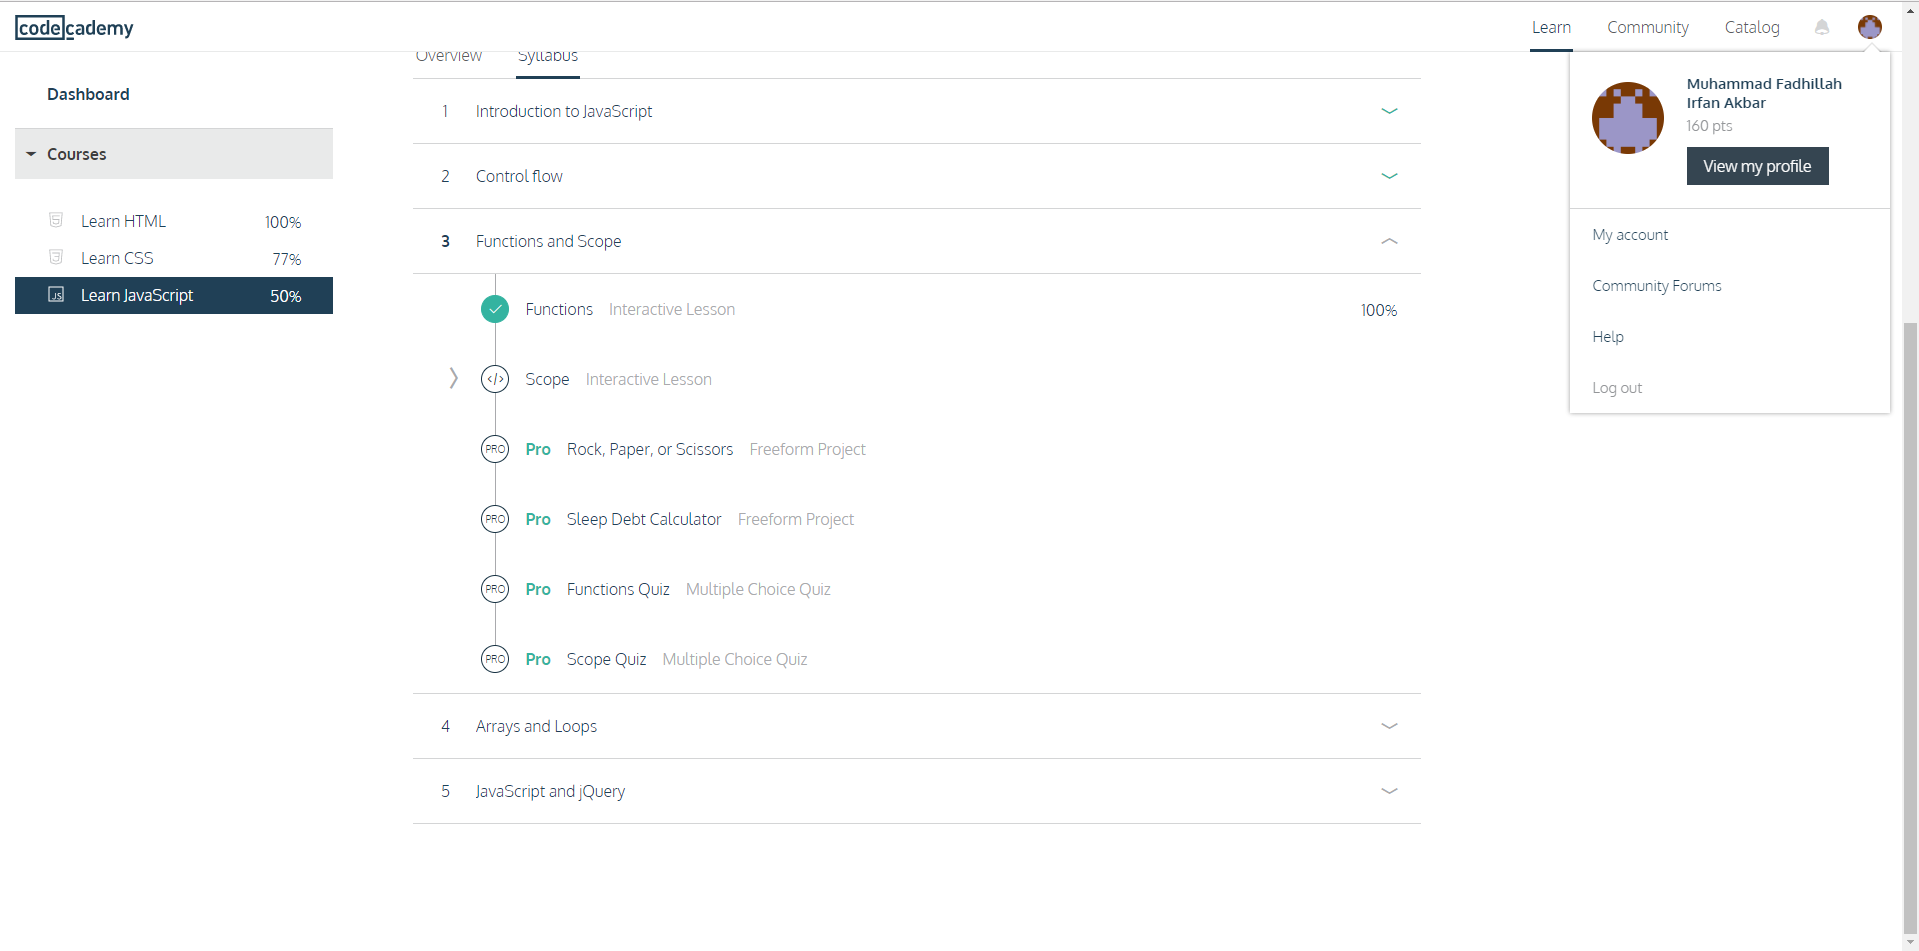 codecademy
Learn
Community
Catalog
Overview
Syllabus
Dashboard
Courses
Learn HTML 100%
Learn CSS 77%
JS Learn JavaScript 50%
1 Introduction to JavaScript
2 Control flow
3 Functions and Scope
Functions Interactive Lesson 100%
</> Scope Interactive Lesson
PRO Pro Rock, Paper, or Scissors Freeform Project
PRO Pro Sleep Debt Calculator Freeform Project
PRO Pro Functions Quiz Multiple Choice Quiz
PRO Pro Scope Quiz Multiple Choice Quiz
4 Arrays and Loops
5 JavaScript and jQuery
Muhammad Fadhillah
Irfan Akbar
160 pts
View my profile
My account
Community Forums
Help
Log out